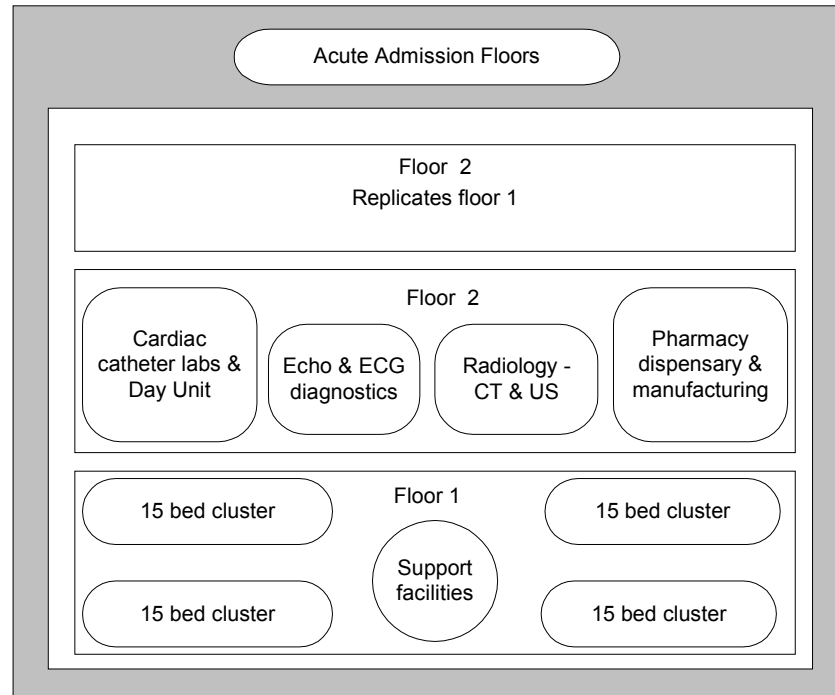 Acute Admission Floors
Floor 2
Replicates floor 1
Floor 2
Cardiac
catheter labs &
Day Unit
Echo & ECG
diagnostics
Radiology -
CT & US
Pharmacy
dispensary &
manufacturing
Floor 1
15 bed cluster
15 bed cluster
Support
facilities
15 bed cluster
15 bed cluster